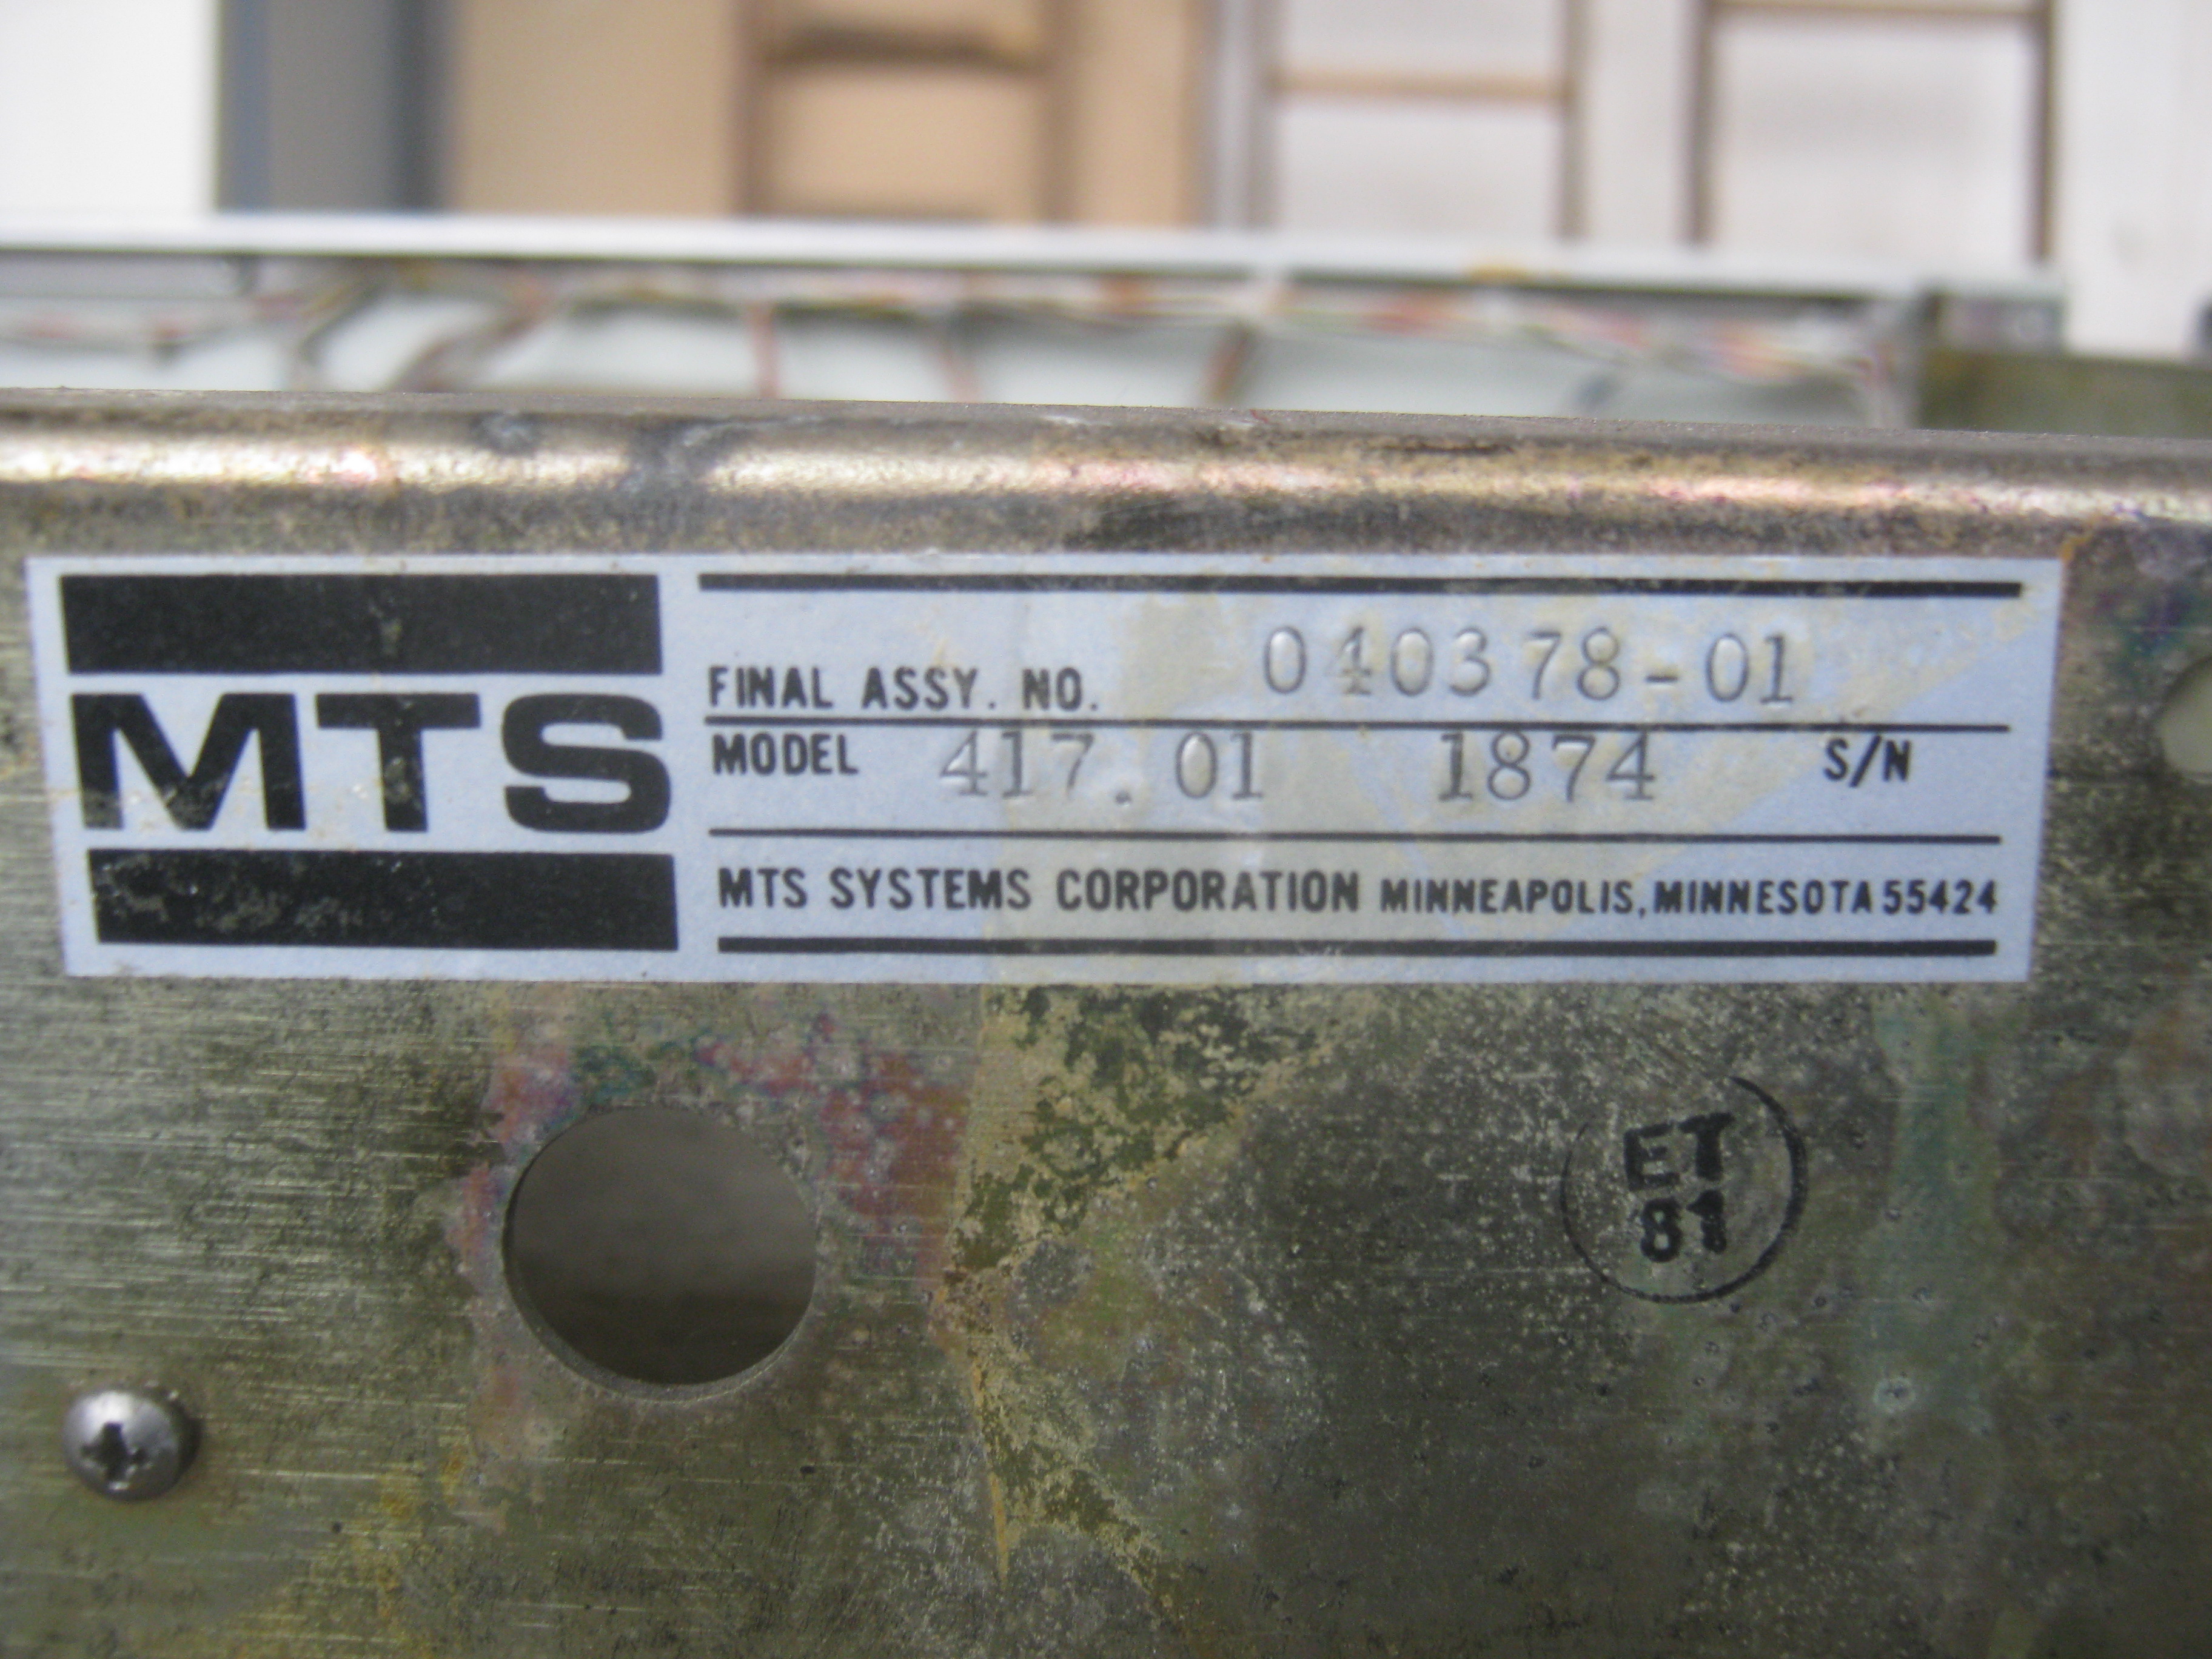 MTS
FINAL ASSY. NO. 040378-01
MODEL 417.01 1874 S/N
MTS SYSTEMS CORPORATION MINNEAPOLIS, MINNESOTA 55424
ET
81